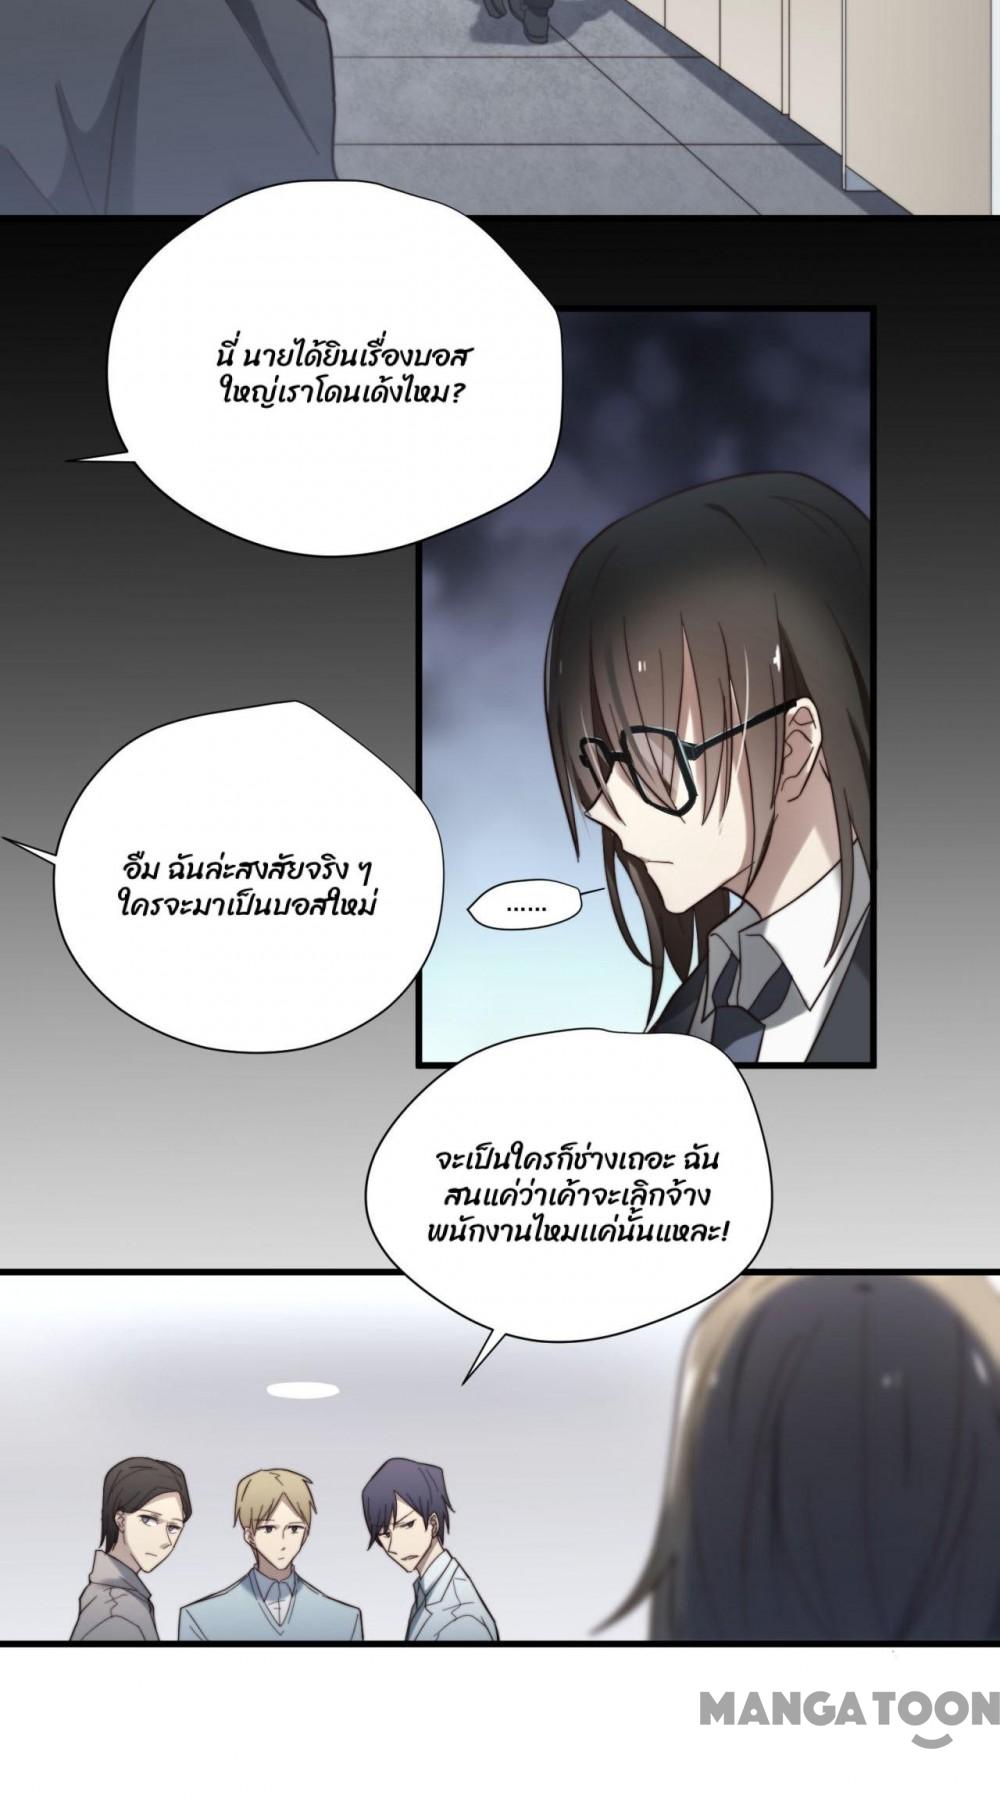 นี่ นายได้ยินเรื่องบอส
ใหญ่เราโดนเด้งไหม?
อืม ฉันล่ะสงสัยจริง ๆ
ใครจะมาเป็นบอสใหม่
......
จะเป็นใครก็ช่างเถอะ ฉัน
สนแค่ว่าเค้าจะเลิกจ้าง
พนักงานไหมแค่นั้นแหละ!
MANGATOON